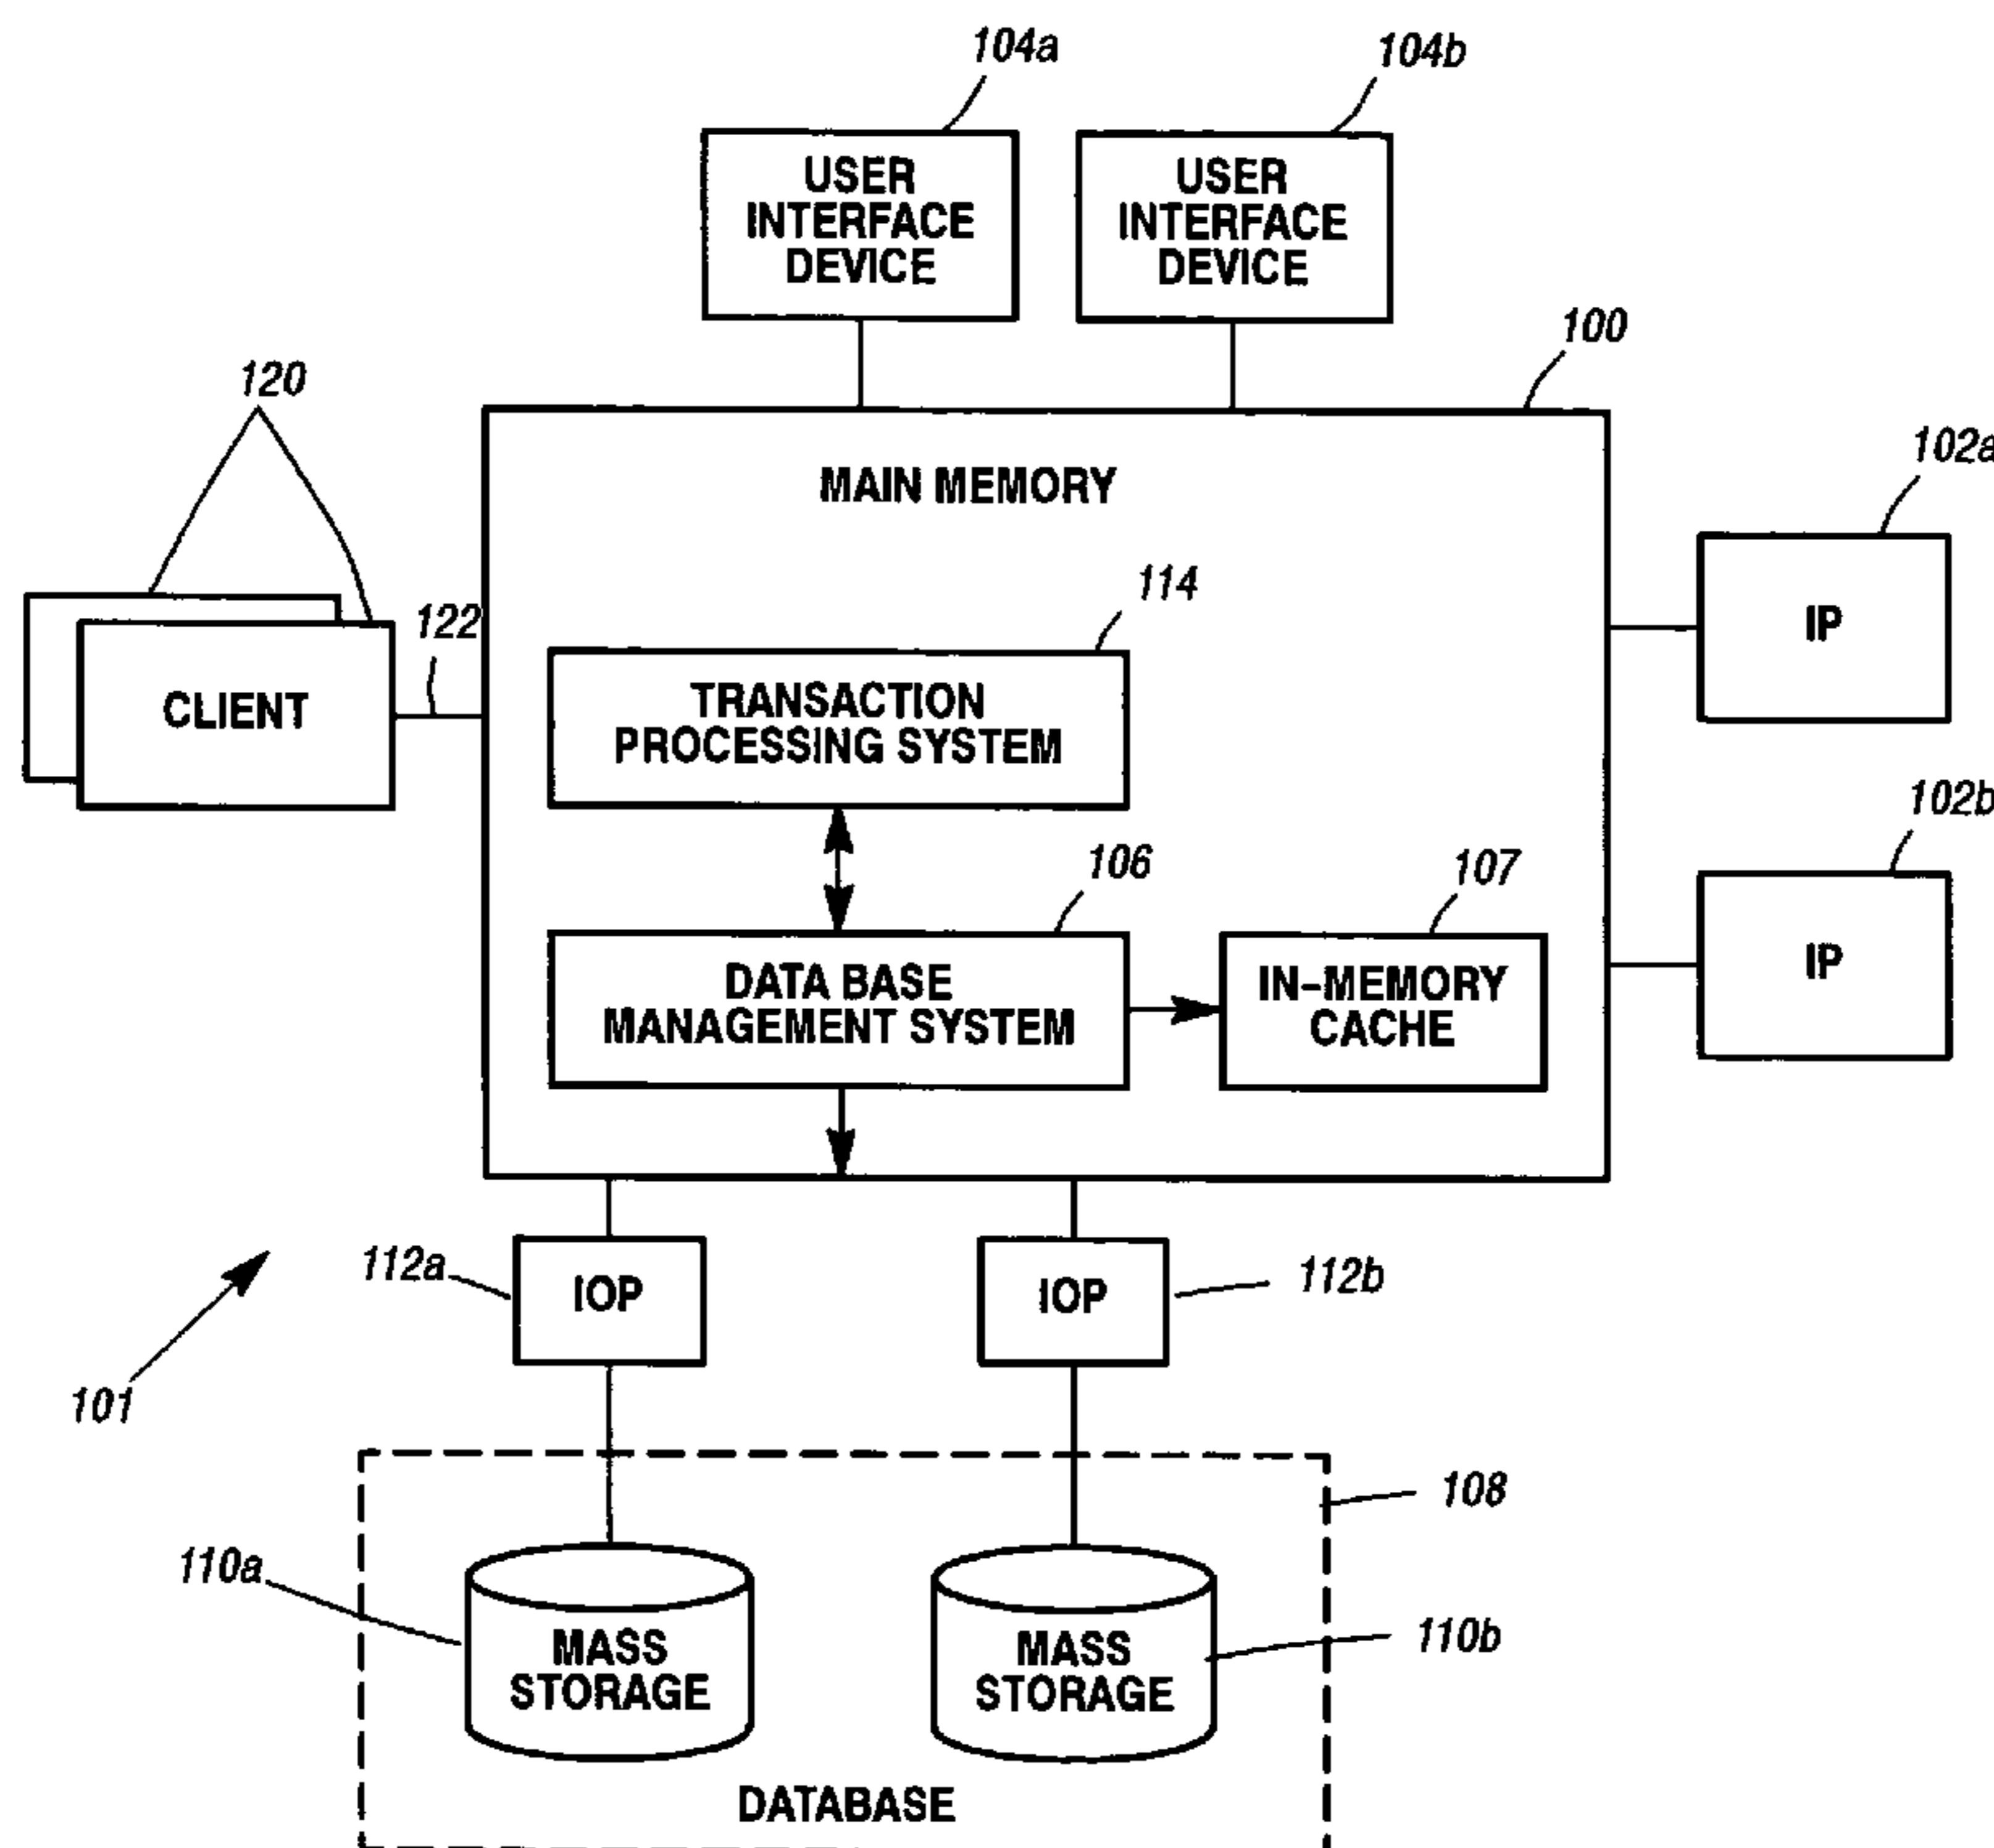 104a
104b
USER
INTERFACE
DEVICE
USER
INTERFACE
DEVICE
100
120
MAIN MEMORY
102a
114
122
IP
CLIENT
TRANSACTION
PROCESSING SYSTEM
102b
106
107
DATA BASE
MANAGEMENT SYSTEM
IN-MEMORY
CACHE
IP
112a
IOP
IOP
112b
101
108
110a
MASS
STORAGE
MASS
STORAGE
110b
DATABASE